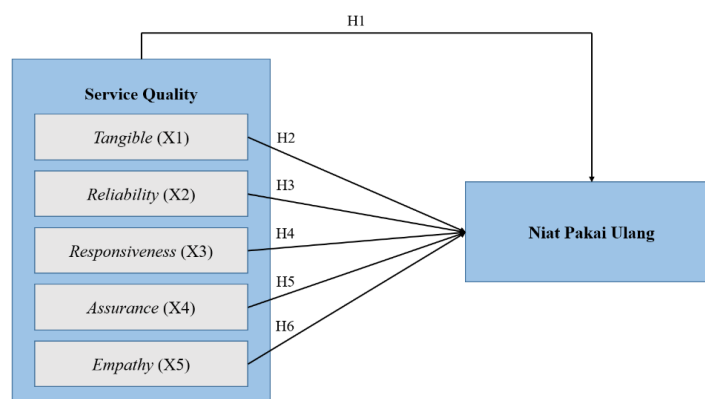 H1
Service Quality
Tangible (X1)
H2
Reliability (X2)
H3
Responsiveness (X3)
H4
Assurance (X4)
H5
Empathy (X5)
H6
Niat Pakai Ulang